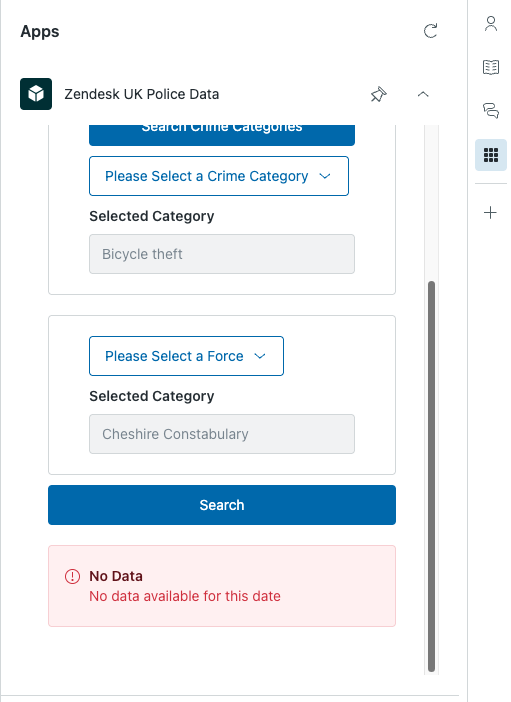 Apps
Zendesk UK Police Data
Search Crime Categories
Please Select a Crime Category
Selected Category
Bicycle theft
Please Select a Force
Selected Category
Cheshire Constabulary
Search
No Data
No data available for this date